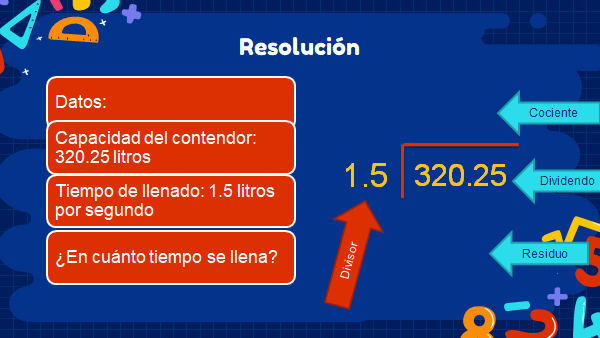 Resolución
Datos:
Capacidad del contendor:
320.25 litros
Tiempo de llenado: 1.5 litros
por segundo
¿En cuánto tiempo se llena?
Cociente
1.5 320.25
Dividendo
Divisor
Residuo